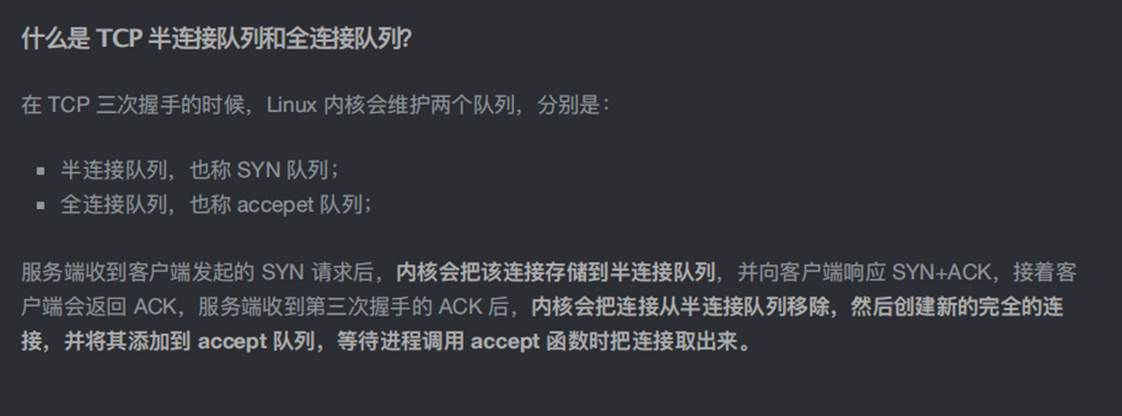 什么是 TCP 半连接队列和全连接队列?
在 TCP 三次握手的时候，Linux 内核会维护两个队列，分别是：
▪ 半连接队列，也称 SYN 队列；
▪ 全连接队列，也称 accepet 队列；
服务端收到客户端发起的 SYN 请求后，内核会把该连接存储到半连接队列，并向客户端响应 SYN+ACK，接着客
户端会返回 ACK，服务端收到第三次握手的 ACK 后，内核会把连接从半连接队列移除，然后创建新的完全的连
接，并将其添加到 accept 队列，等待进程调用 accept 函数时把连接取出来。